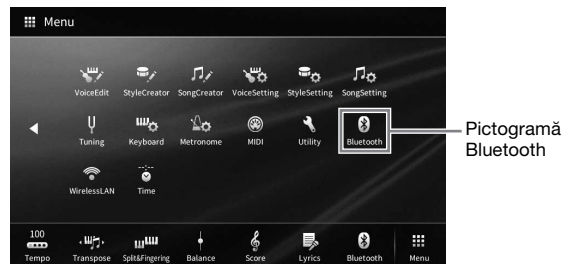 Menu
VoiceEdit StyleCreator SongCreator VoiceSetting StyleSetting SongSetting
Tuning Keyboard Metronome MIDI Utility Bluetooth
Pictogramă
Bluetooth
WirelessLAN Time
100
Tempo Transpose Split&Fingering Balance Score Lyrics Bluetooth Menu